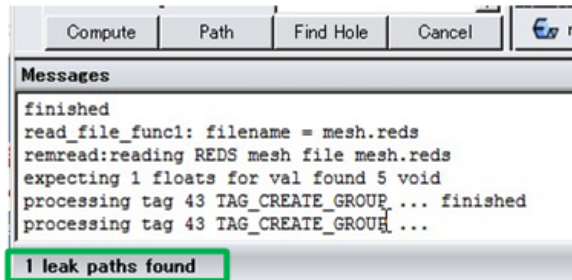 Compute Path Find Hole Cancel
Messages
finished
read_file_func1: filename = mesh.reds
remread:reading REDS mesh file mesh.reds
expecting 1 floats for val found 5 void
processing tag 43 TAG_CREATE_GROUP ... finished
processing tag 43 TAG_CREATE_GROUP ...
1 leak paths found